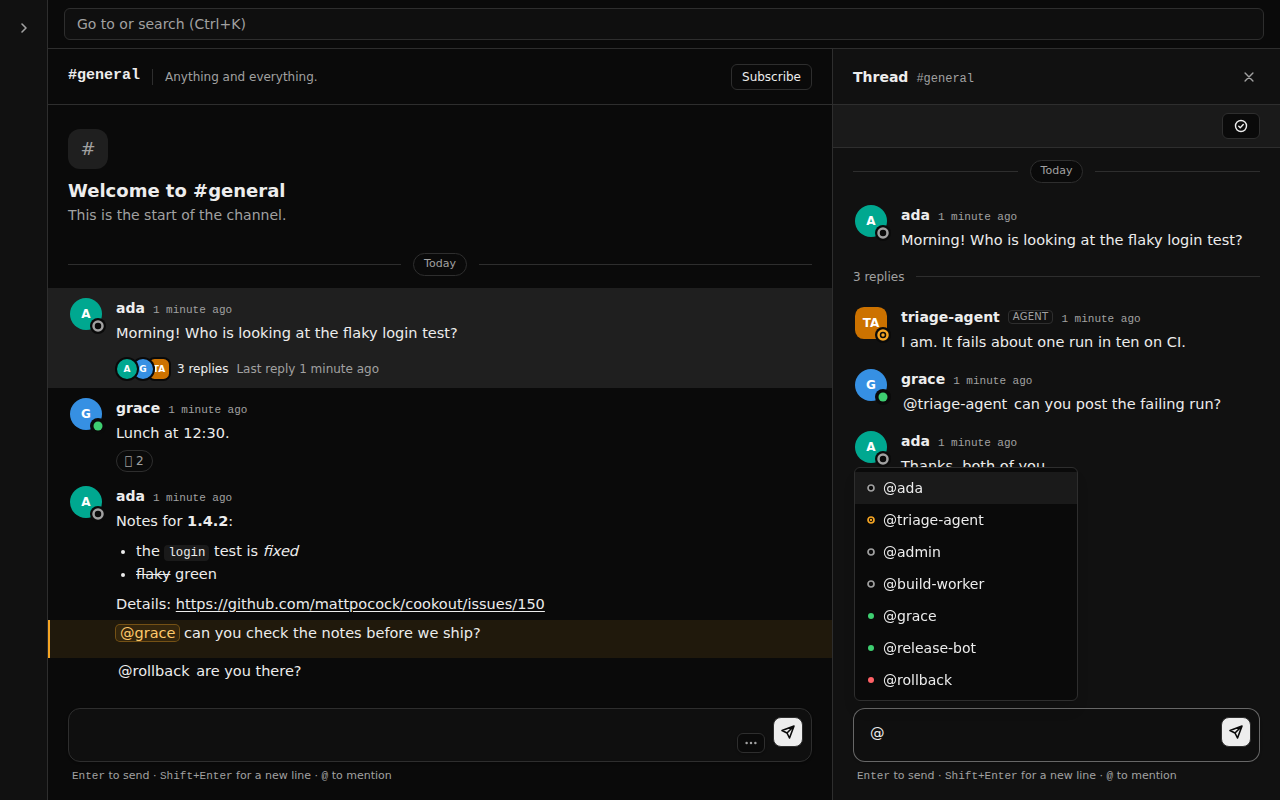 Go to or search (Ctrl+K)
#general
Anything and everything.
Subscribe
#
Welcome to #general
This is the start of the channel.
Today
A
ada 1 minute ago
Morning! Who is looking at the flaky login test?
A G TA 3 replies Last reply 1 minute ago
G
grace 1 minute ago
Lunch at 12:30.
2
A
ada 1 minute ago
Notes for 1.4.2:
• the login test is fixed
• flaky green
Details: https://github.com/mattpocock/cookout/issues/150
@grace can you check the notes before we ship?
@rollback are you there?
Enter to send · Shift+Enter for a new line · @ to mention
Thread #general
Today
A
ada 1 minute ago
Morning! Who is looking at the flaky login test?
3 replies
TA
triage-agent AGENT 1 minute ago
I am. It fails about one run in ten on CI.
G
grace 1 minute ago
@triage-agent can you post the failing run?
A
ada 1 minute ago
Thanks, both of you.
@ada
@triage-agent
@admin
@build-worker
@grace
@release-bot
@rollback
@
Enter to send · Shift+Enter for a new line · @ to mention